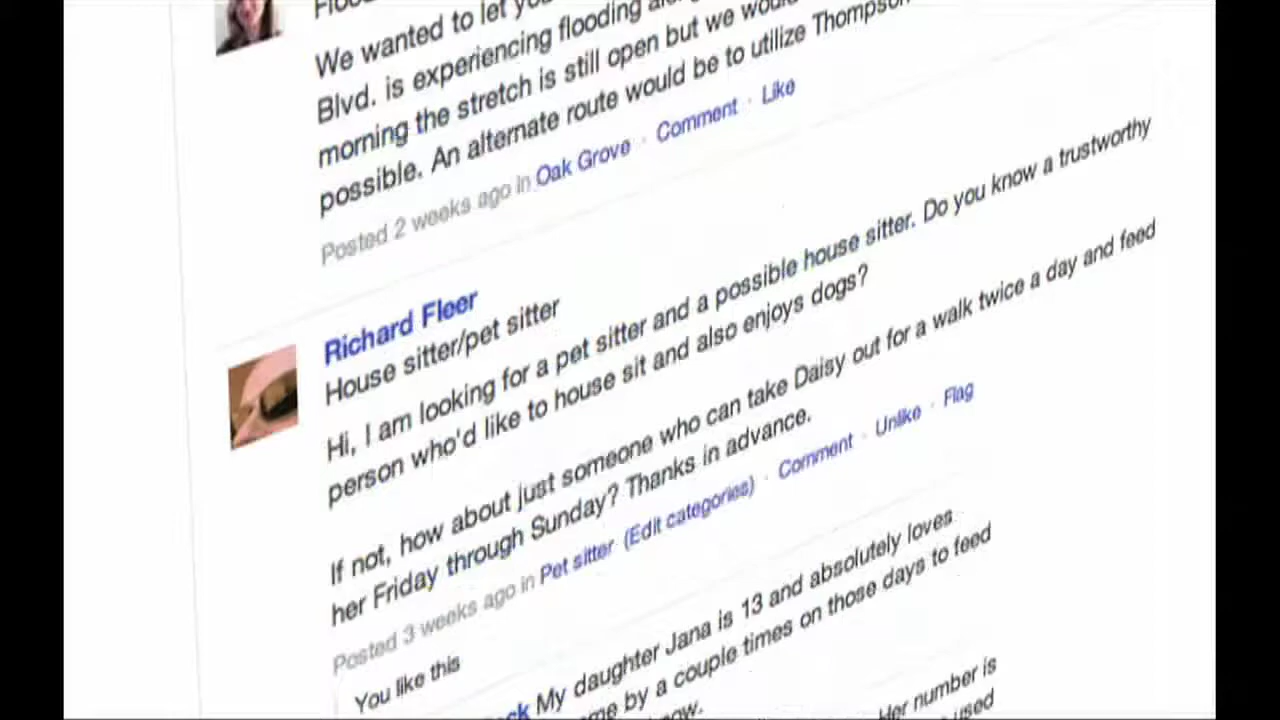 We wanted to let
Blvd. is experiencing flooding
morning the stretch is still open but we would
possible. An alternate route would be to utilize Thompson
Posted 2 weeks ago in Oak Grove · Comment · Like
Richard Fleer
House sitter/pet sitter
Hi, I am looking for a pet sitter and a possible house sitter. Do you know a trustworthy
person who'd like to house sit and also enjoys dogs?
If not, how about just someone who can take Daisy out for a walk twice a day and feed
her Friday through Sunday? Thanks in advance.
Posted 3 weeks ago in Pet sitter (Edit categories) · Comment · Unlike · Flag
You like this
My daughter Jana is 13 and absolutely loves
by a couple times on those days to feed
Her number is
used